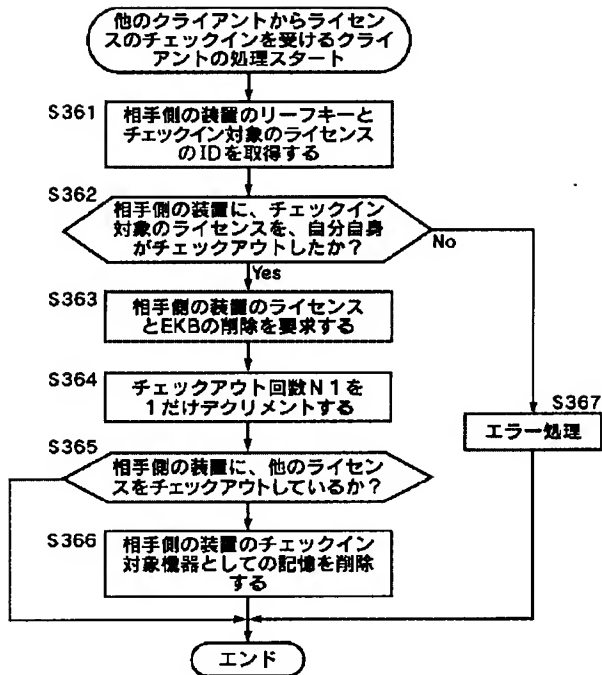 他のクライアントからライセン
スのチェックインを受けるクライ
アントの処理スタート
S361
相手側の装置のリーフキーと
チェックイン対象のライセンス
のIDを取得する
S362
相手側の装置に、チェックイン
対象のライセンスを、自分自身
がチェックアウトしたか?
No
Yes
S363
相手側の装置のライセンス
とEKBの削除を要求する
S364
チェックアウト回数N1を
1だけデクリメントする
S367
エラー処理
S365
相手側の装置に、他のライセン
スをチェックアウトしているか?
S366
相手側の装置のチェックイン
対象機器としての記憶を削除
する
エンド